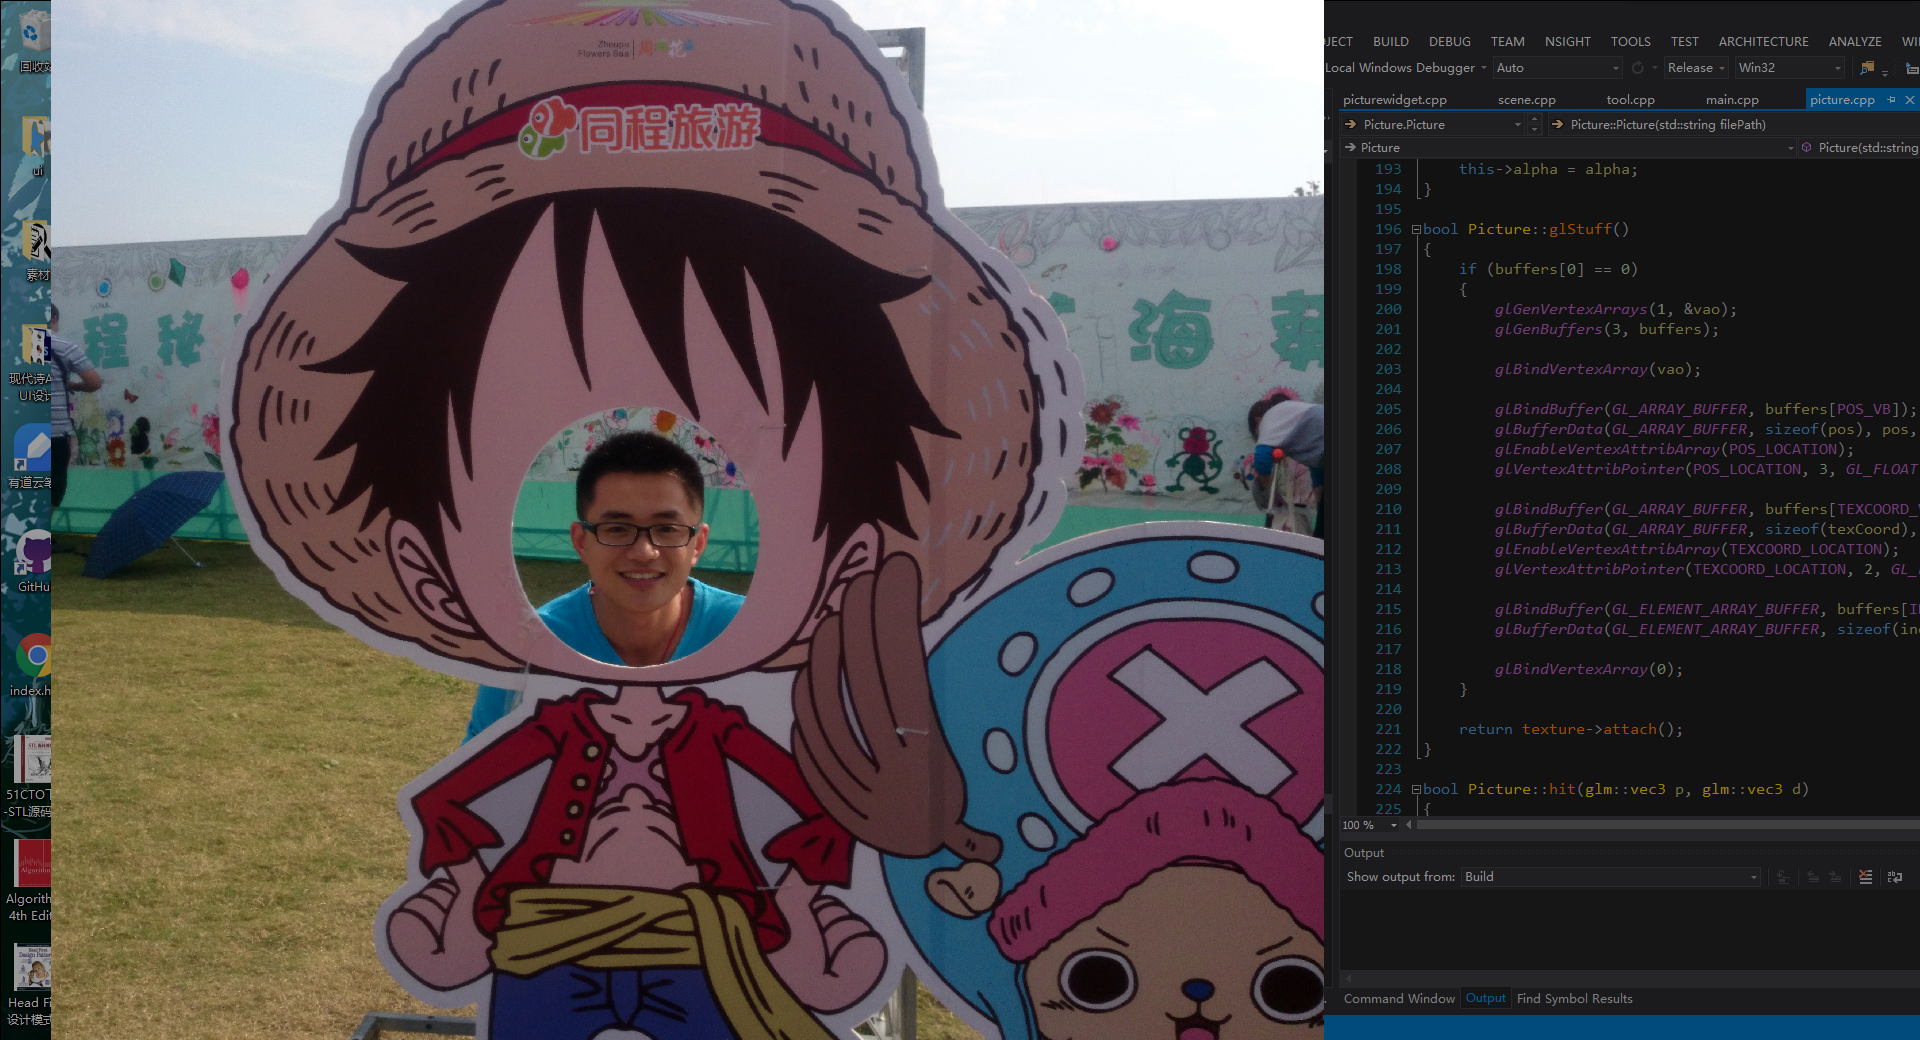 回收站
ui
素材
现代诗A
UI设计
有道云笔
GitHu
index.h
51CTO下
-STL源码
Algorith
4th Edit
Head Fi
设计模式
Zhoupu
Flowers Sea
周浦花海
同程旅游
程秘
海
JECT BUILD DEBUG TEAM NSIGHT TOOLS TEST ARCHITECTURE ANALYZE WI
Local Windows Debugger Auto Release Win32
picturewidget.cpp scene.cpp tool.cpp main.cpp picture.cpp
Picture.Picture Picture::Picture(std::string filePath)
Picture Picture(std::string
193 this->alpha = alpha;
194 }
195
196 bool Picture::glStuff()
197 {
198 if (buffers[0] == 0)
199 {
200 glGenVertexArrays(1, &vao);
201 glGenBuffers(3, buffers);
202
203 glBindVertexArray(vao);
204
205 glBindBuffer(GL_ARRAY_BUFFER, buffers[POS_VB]);
206 glBufferData(GL_ARRAY_BUFFER, sizeof(pos), pos,
207 glEnableVertexAttribArray(POS_LOCATION);
208 glVertexAttribPointer(POS_LOCATION, 3, GL_FLOAT
209
210 glBindBuffer(GL_ARRAY_BUFFER, buffers[TEXCOORD_V
211 glBufferData(GL_ARRAY_BUFFER, sizeof(texCoord),
212 glEnableVertexAttribArray(TEXCOORD_LOCATION);
213 glVertexAttribPointer(TEXCOORD_LOCATION, 2, GL_
214
215 glBindBuffer(GL_ELEMENT_ARRAY_BUFFER, buffers[I
216 glBufferData(GL_ELEMENT_ARRAY_BUFFER, sizeof(in
217
218 glBindVertexArray(0);
219 }
220
221 return texture->attach();
222 }
223
224 bool Picture::hit(glm::vec3 p, glm::vec3 d)
225 {
100 %
Output
Show output from: Build
Command Window Output Find Symbol Results